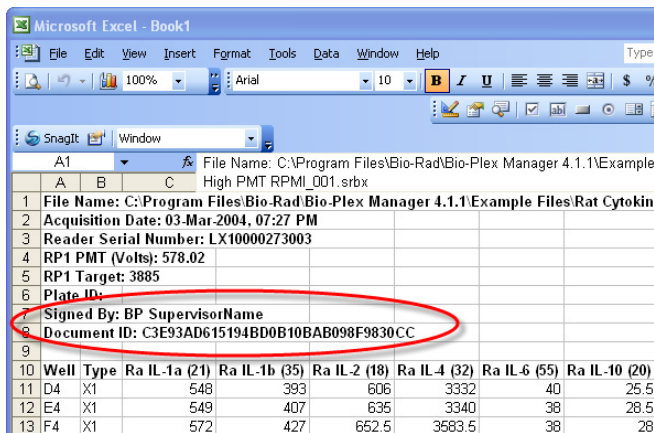 Microsoft Excel - Book1
File Edit View Insert Format Tools Data Window Help Type
100% Arial 10 B I U $ %
ab
SnagIt Window
A1 fx File Name: C:\Program Files\Bio-Rad\Bio-Plex Manager 4.1.1\Example
High PMT RPMI_001.srbx
A B C
1 File Name: C:\Program Files\Bio-Rad\Bio-Plex Manager 4.1.1\Example Files\Rat Cytokin
2 Acquisition Date: 03-Mar-2004, 07:27 PM
3 Reader Serial Number: LX10000273003
4 RP1 PMT (Volts): 578.02
5 RP1 Target: 3885
6 Plate ID:
7 Signed By: BP SupervisorName
8 Document ID: C3E93AD615194BD0B10BAB098F9830CC
9
10 Well Type Ra IL-1a (21) Ra IL-1b (35) Ra IL-2 (18) Ra IL-4 (32) Ra IL-6 (55) Ra IL-10 (20)
11 D4 X1 548 393 606 3332 40 25.5
12 E4 X1 549 407 635 3340 38 28.5
13 F4 X1 572 427 652.5 3583.5 38 28